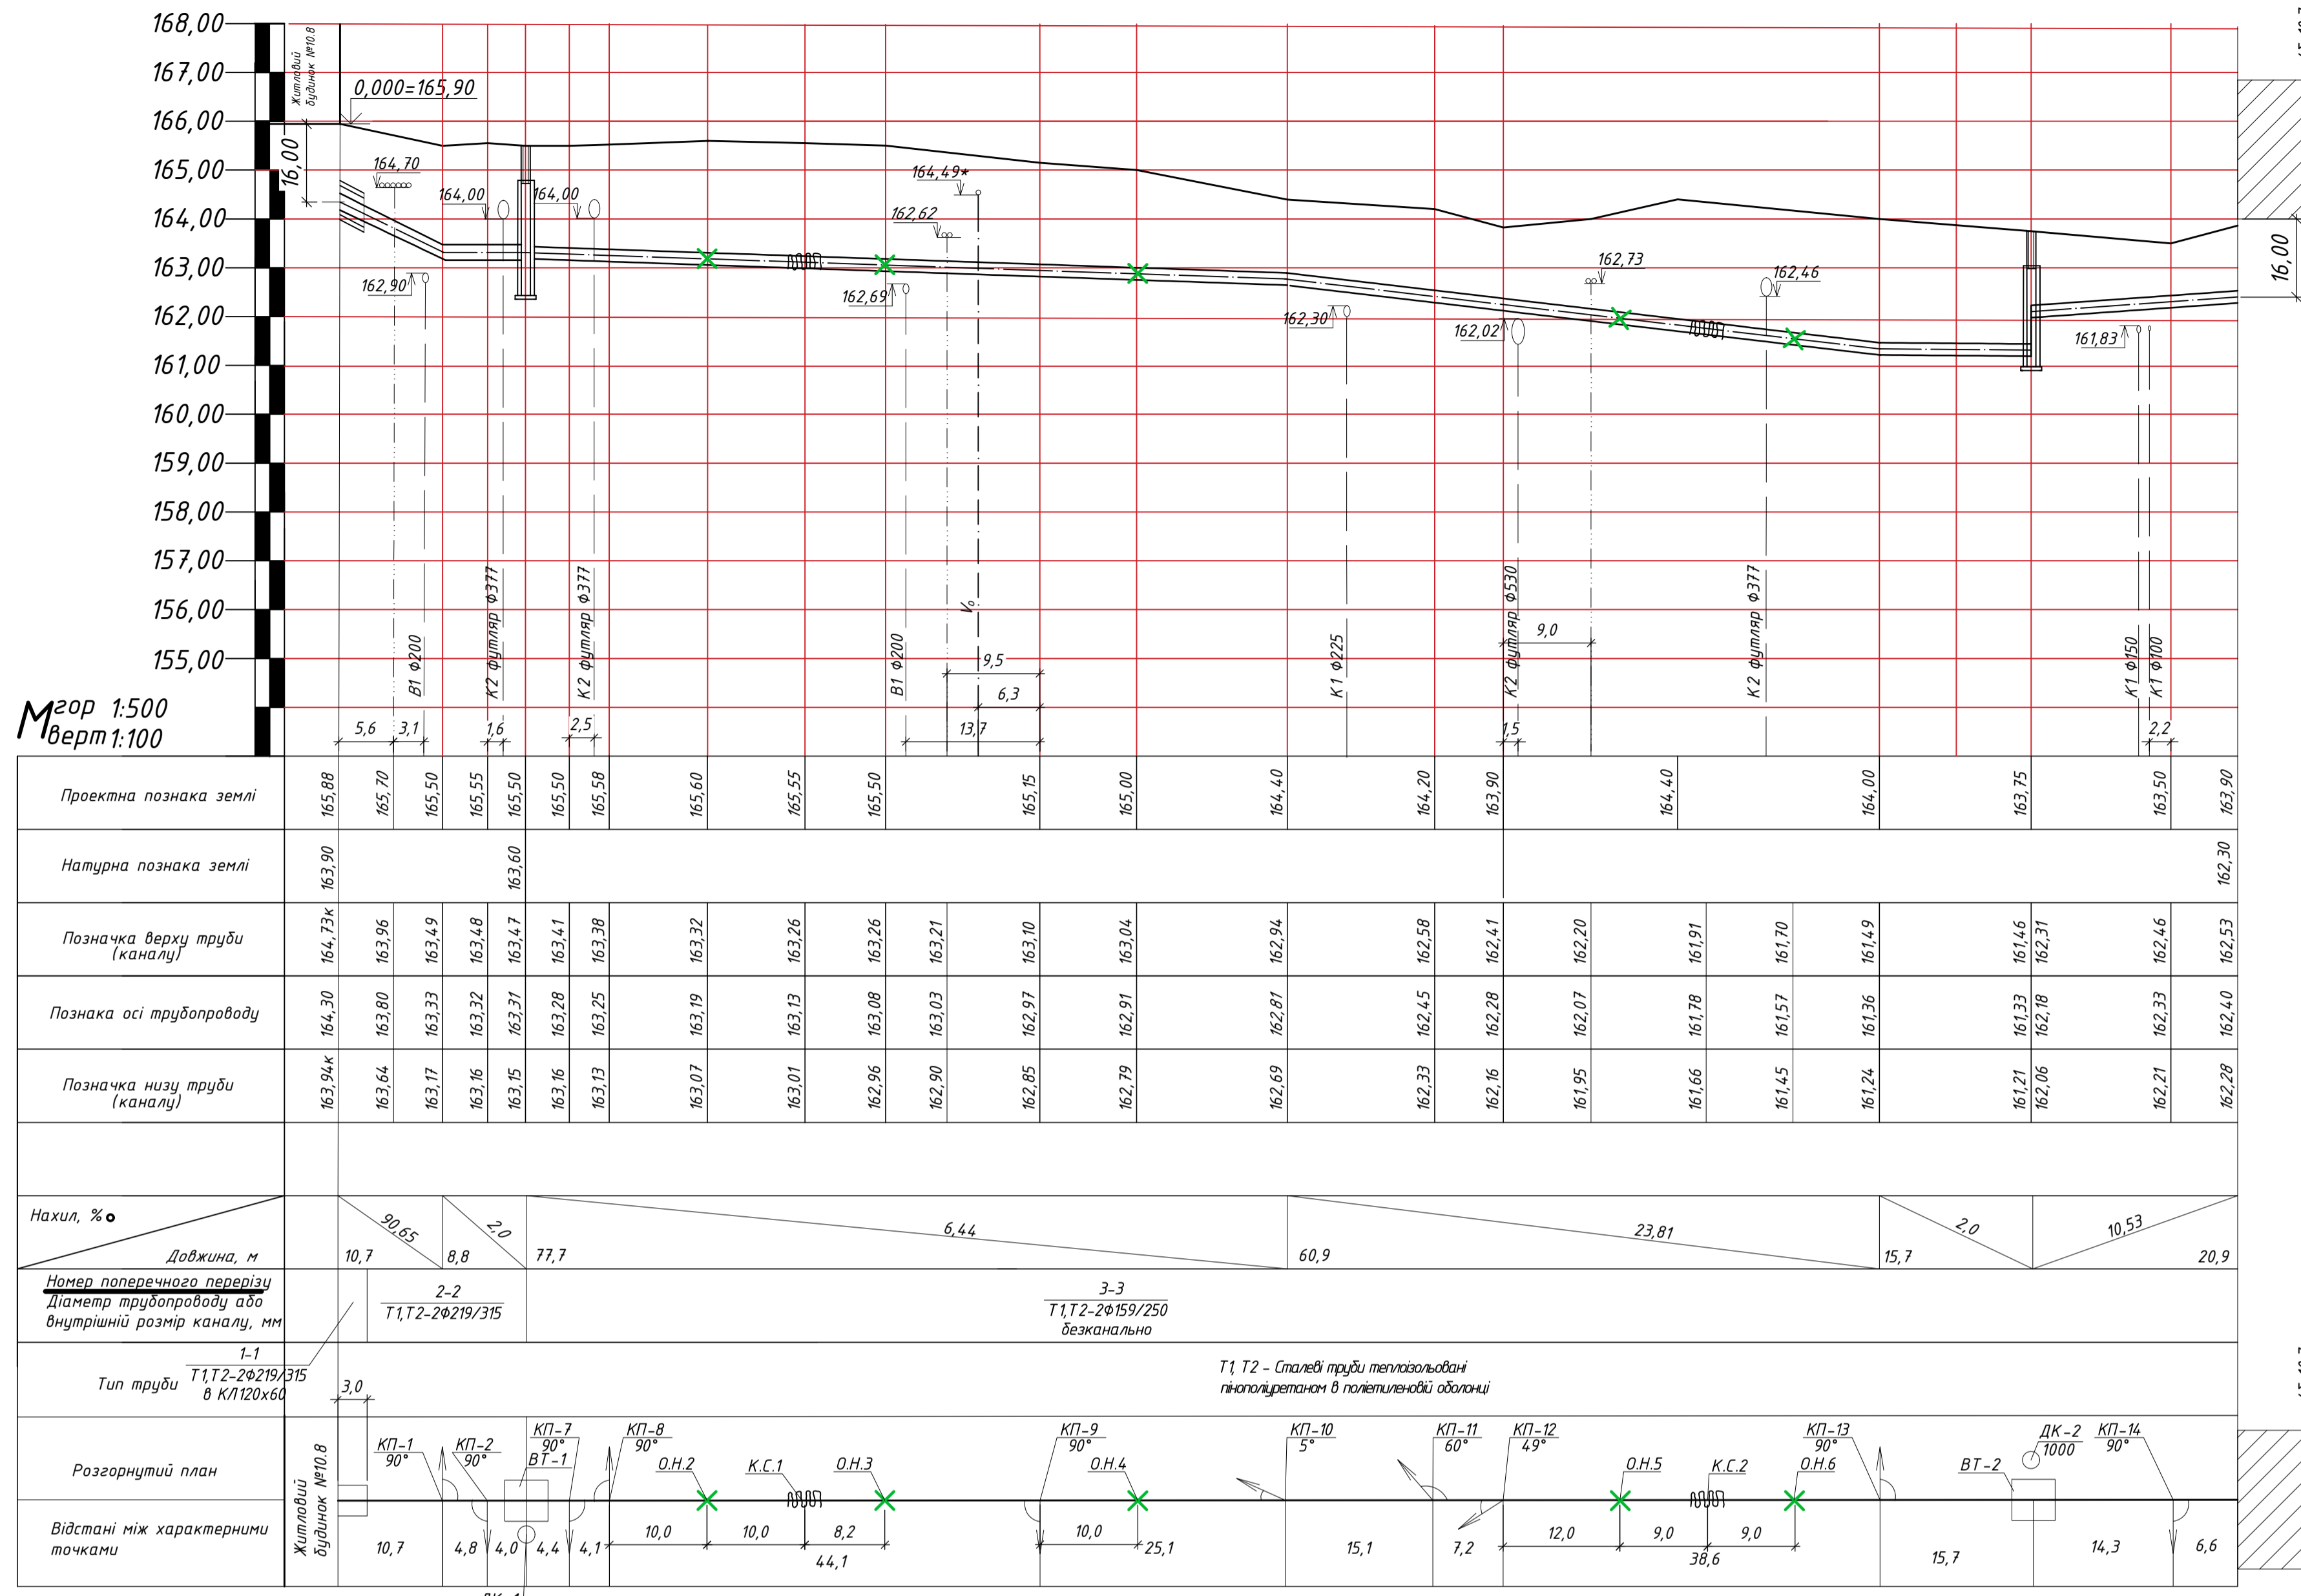 168,00
167,00
166,00
165,00
164,00
163,00
162,00
161,00
160,00
159,00
158,00
157,00
156,00
155,00
Житловий
будинок №10.8
0,000=165,90
16,00
164,70
164,00
164,00
162,90
162,62
164,49*
162,69
162,30
162,02
162,73
162,46
161,83
16,00
В1 Ф200
К2 футляр Ф377
К2 футляр Ф377
В1 Ф200
V₀
К1 Ф225
К2 футляр Ф530
К2 футляр Ф377
К1 Ф150
К1 Ф100
9,0
9,5
6,3
13,7
5,6
3,1
1,6
2,5
1,5
2,2
М гор 1:500
верт 1:100
Проектна познака землі
165,88 165,70 165,50 165,55 165,50 165,50 165,58 165,60 165,55 165,50 165,15 165,00 164,40 164,20 163,90 164,40 164,00 163,75 163,50 163,90
Натурна познака землі
163,90 163,60 162,30
Позначка верху труби
(каналу)
164,73к 163,96 163,49 163,48 163,47 163,41 163,38 163,32 163,26 163,26 163,21 163,10 163,04 162,94 162,58 162,41 162,20 161,91 161,70 161,49 161,46 162,31 162,46 162,53
Познака осі трубопроводу
164,30 163,80 163,33 163,32 163,31 163,28 163,25 163,19 163,13 163,08 163,03 162,97 162,91 162,81 162,45 162,28 162,07 161,78 161,57 161,36 161,33 162,18 162,33 162,40
Позначка низу труби
(каналу)
163,94к 163,64 163,17 163,16 163,15 163,16 163,13 163,07 163,01 162,96 162,90 162,85 162,79 162,69 162,33 162,16 161,95 161,66 161,45 161,24 161,21 162,06 162,21 162,28
Нахил, %о
Довжина, м
90,65 2,0 6,44 23,81 2,0 10,53
10,7 8,8 77,7 60,9 15,7 20,9
Номер поперечного перерізу
Діаметр трубопроводу або
внутрішній розмір каналу, мм
2-2
Т1,Т2-2Ф219/315
3-3
Т1,Т2-2Ф159/250
безканально
Тип труби
1-1
Т1,Т2-2Ф219/315
в КЛ120х60
3,0
Т1, Т2 - Сталеві труби теплоізольовані
пінополіуретаном в поліетиленовій оболонці
Розгорнутий план
Житловий
будинок №10.8
КП-1
90°
КП-2
90°
ВТ-1
КП-7
90°
КП-8
90°
О.Н.2
К.С.1
О.Н.3
КП-9
90°
О.Н.4
КП-10
5°
КП-11
60°
КП-12
49°
О.Н.5
К.С.2
О.Н.6
КП-13
90°
ВТ-2
ДК-2
1000
КП-14
90°
Відстані між характерними
точками
10,0 10,0 8,2 10,0 12,0 9,0 9,0
10,7 4,8 4,0 4,4 4,1 44,1 25,1 15,1 7,2 38,6 15,7 14,3 6,6